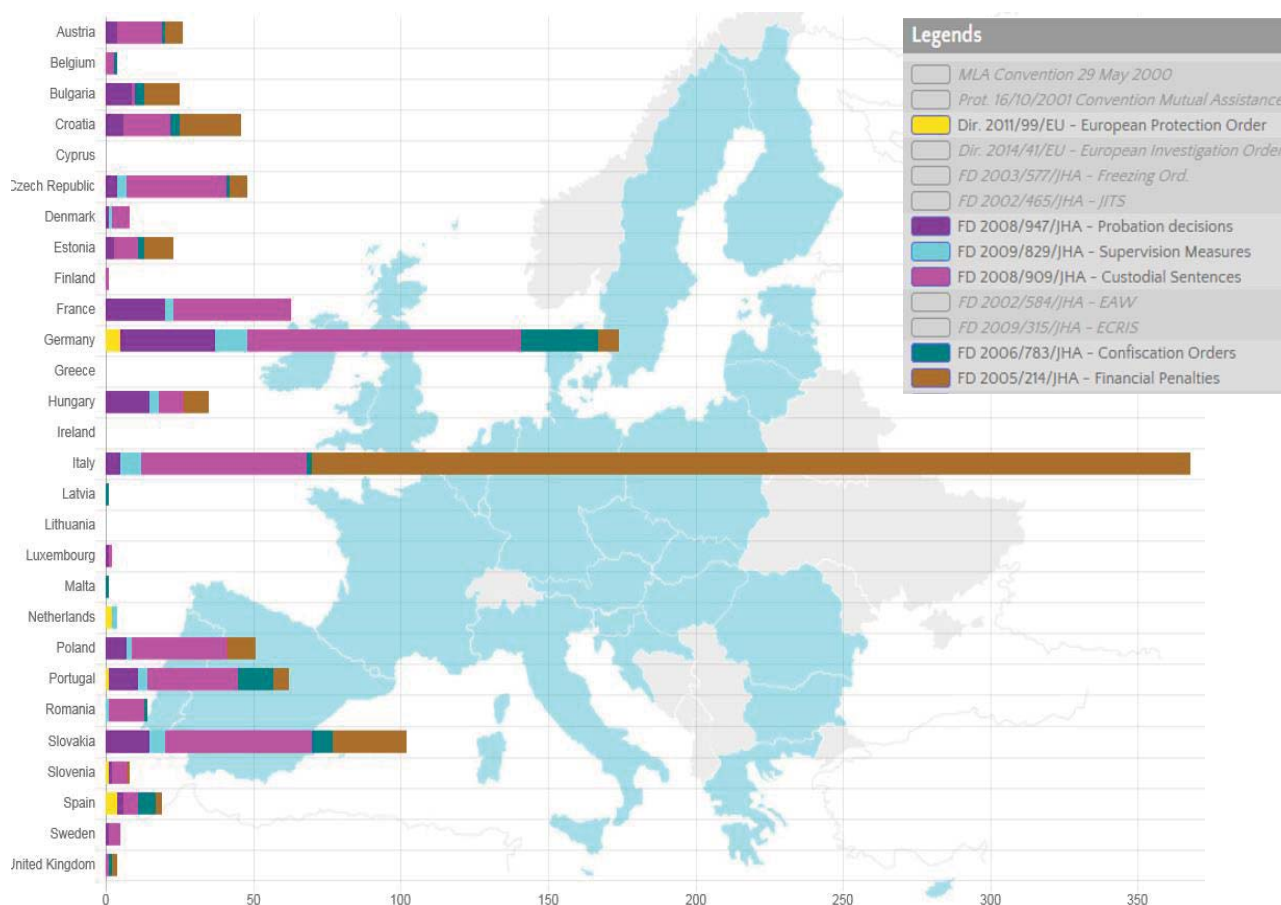 Austria
Belgium
Bulgaria
Croatia
Cyprus
Czech Republic
Denmark
Estonia
Finland
France
Germany
Greece
Hungary
Ireland
Italy
Latvia
Lithuania
Luxembourg
Malta
Netherlands
Poland
Portugal
Romania
Slovakia
Slovenia
Spain
Sweden
United Kingdom
0 50 100 150 200 250 300 350
Legends
MLA Convention 29 May 2000
Prot. 16/10/2001 Convention Mutual Assistance
Dir. 2011/99/EU - European Protection Order
Dir. 2014/41/EU - European Investigation Order
FD 2003/577/JHA - Freezing Ord.
FD 2002/465/JHA - JITS
FD 2008/947/JHA - Probation decisions
FD 2009/829/JHA - Supervision Measures
FD 2008/909/JHA - Custodial Sentences
FD 2002/584/JHA - EAW
FD 2009/315/JHA - ECRIS
FD 2006/783/JHA - Confiscation Orders
FD 2005/214/JHA - Financial Penalties